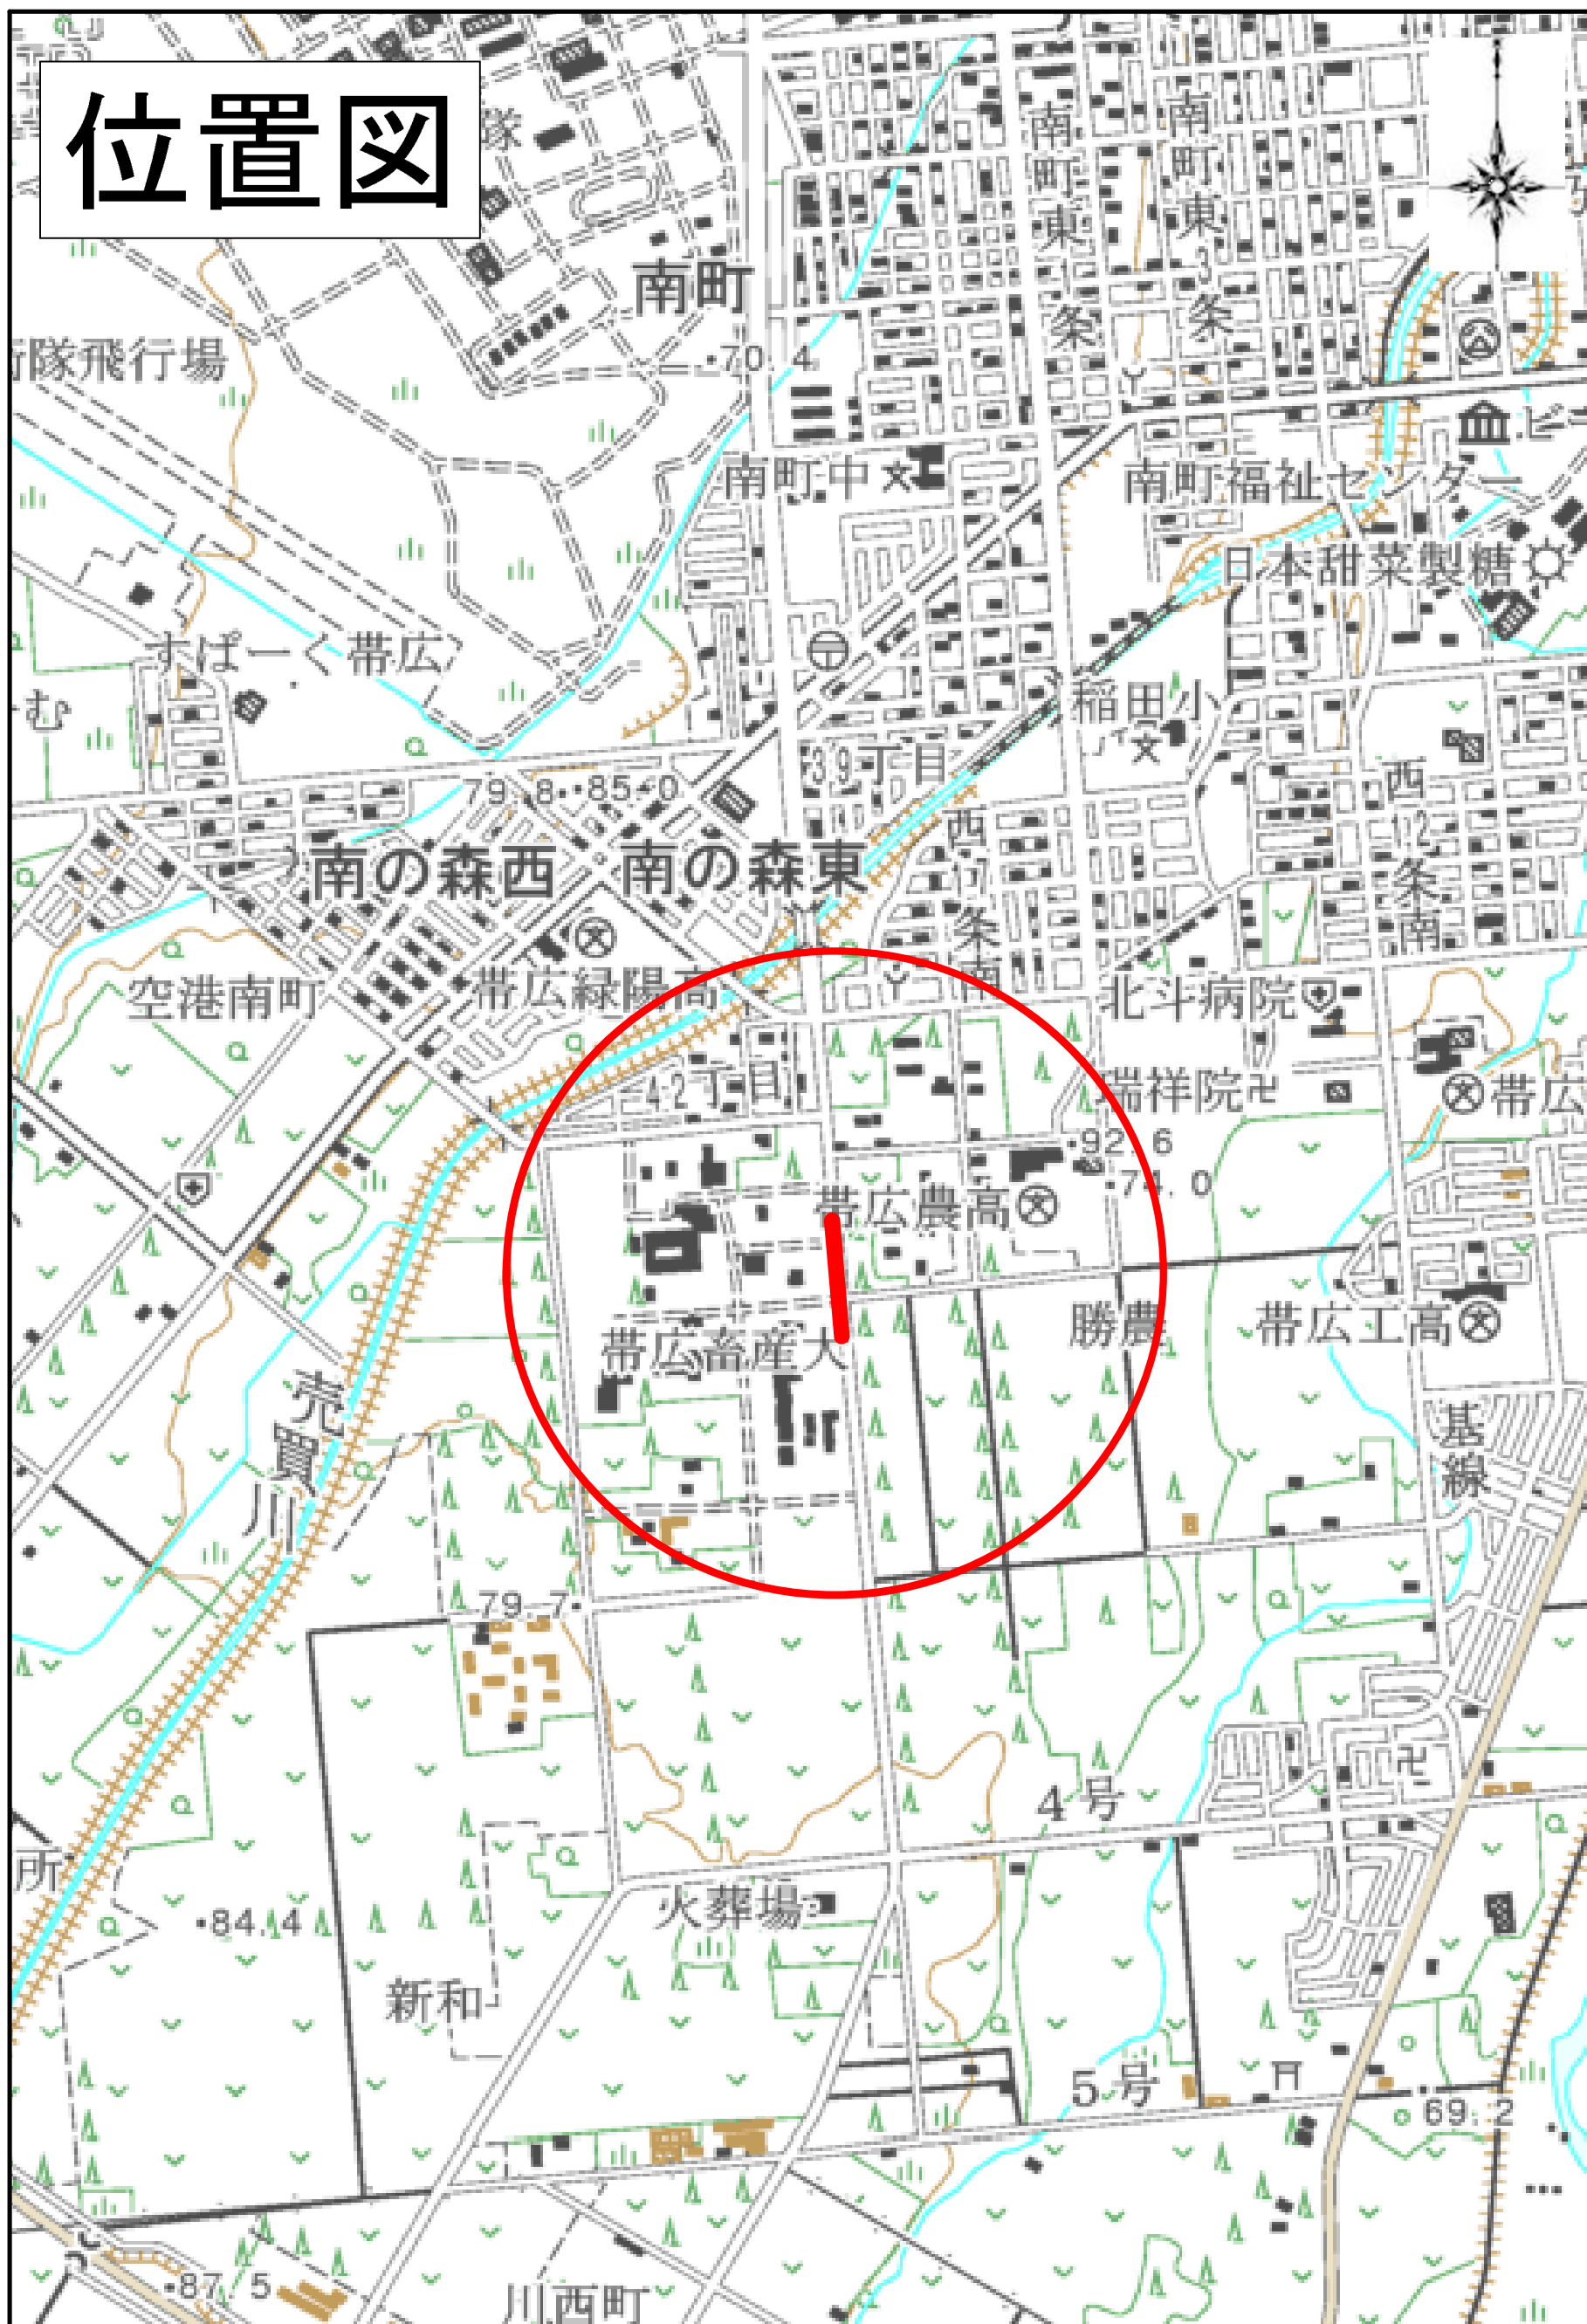 位置図
隊
南町東1条
南町東3条
南町
隊飛行場
・70.4
南町中
南町福祉センター
日本甜菜製糖
すぱーく帯広
む
稲田小
39丁目
79.8・
・85.0
西12条南
西17条南
南の森西
南の森東
空港南町
帯広緑陽高
北斗病院
42丁目
瑞祥院
帯広
・92.6
・74.0
帯広農高
勝農
帯広工高
帯広畜産大
売買川
基線
79.7・
4号
所
・84.4
火葬場
新和
5号
69.2
・87.5
川西町